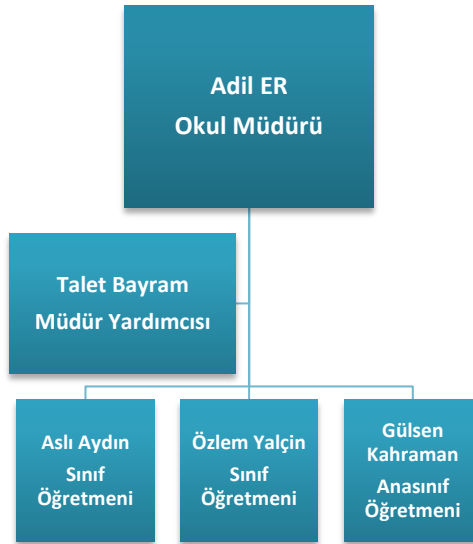 Adil ER
Okul Müdürü
Talet Bayram
Müdür Yardımcısı
Aslı Aydın
Sınıf
Öğretmeni
Özlem Yalçin
Sınıf
Öğretmeni
Gülsen
Kahraman
Anasınıf
Öğretmeni